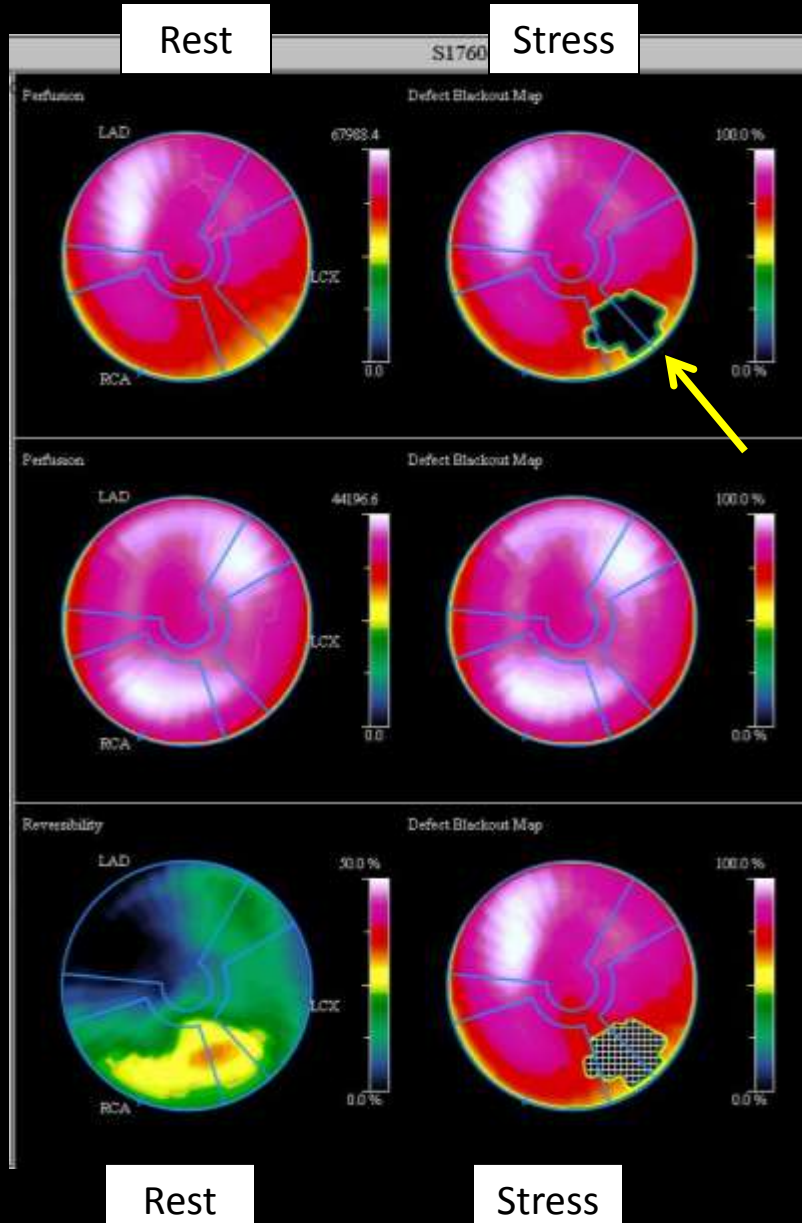 Rest Stress
S1760
Perfusion Defect Blackout Map
LAD 67988.4 100.0 %
LCX
RCA 0.0 0.0 %
Perfusion Defect Blackout Map
LAD 44196.6 100.0 %
LCX
RCA 0.0 0.0 %
Reversibility Defect Blackout Map
LAD 50.0 % 100.0 %
LCX
RCA 0.0 % 0.0 %
Rest Stress